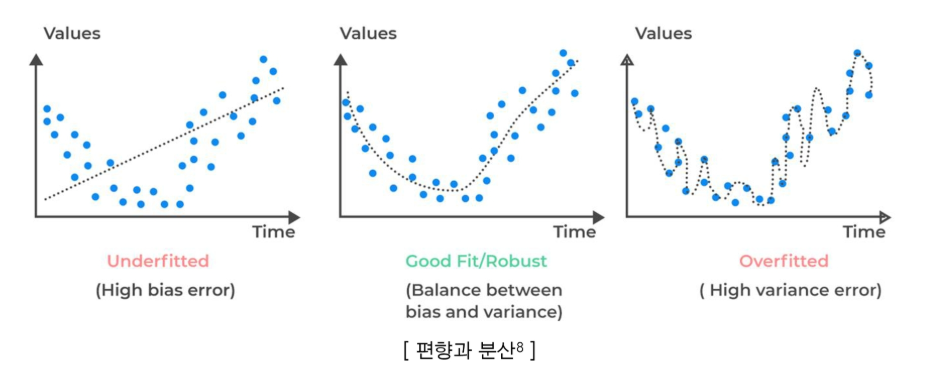 Values
Values
Values
Time
Time
Time
Underfitted
Good Fit/Robust
Overfitted
(High bias error)
(Balance between
bias and variance)
( High variance error)
[ 편향과 분산⁸ ]